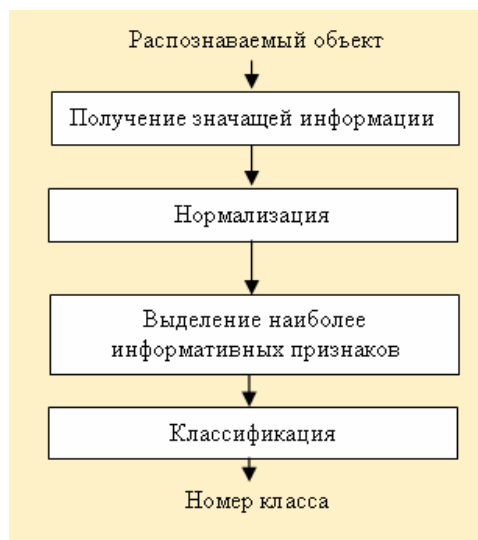 Распознаваемый объект
Получение значащей информации
Нормализация
Выделение наиболее
информативных признаков
Классификация
Номер класса